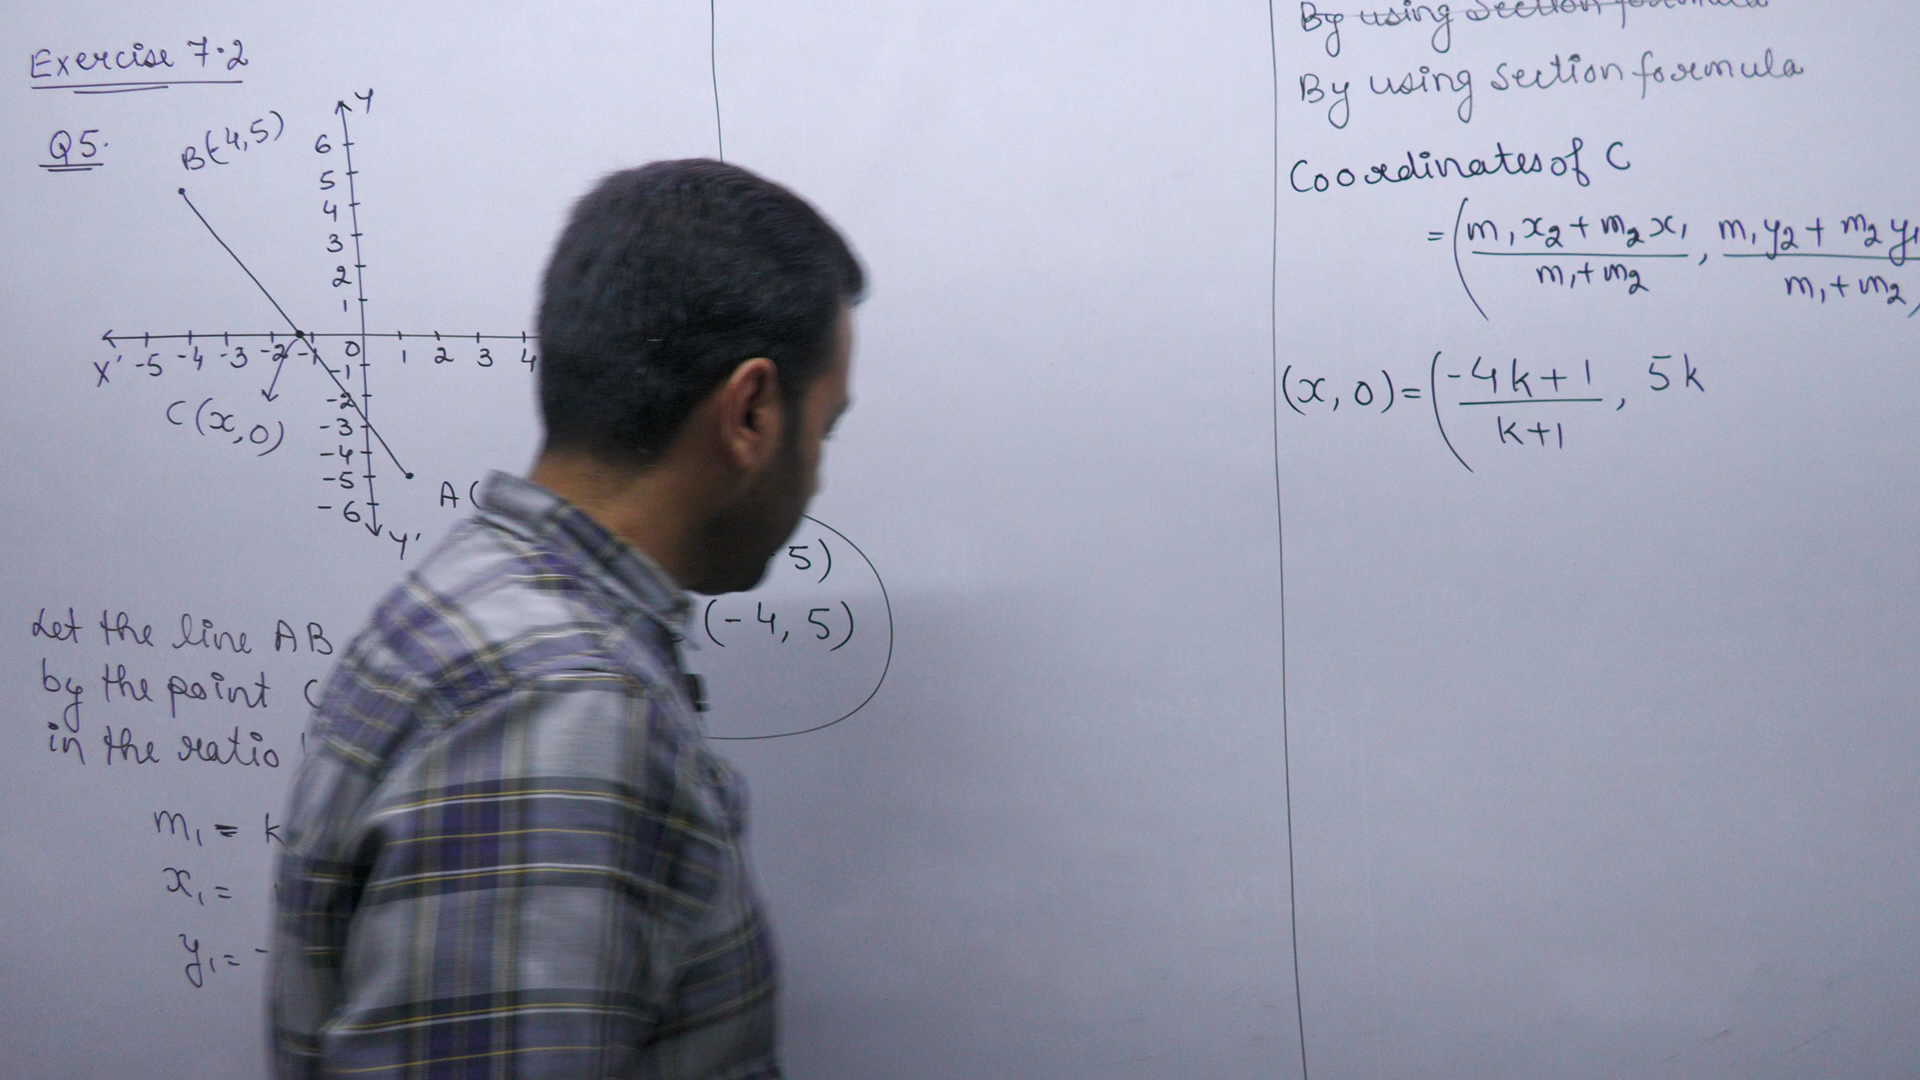 Exercise 7.2
Q5.
B(-4,5)
Y
6
5
4
3
2
1
X' -5 -4 -3 -2 -1 0 1 2 3 4
-1
-2
-3
-4
-5
-6
Y'
C(x,0)
A(
5)
(-4, 5)
Let the line AB
by the point C
in the ratio
m₁ = k
x₁ =
y₁ = -
By using section formula
By using section formula
Coordinates of C
= (m₁x₂ + m₂x₁ / m₁ + m₂, m₁y₂ + m₂y₁ / m₁ + m₂)
(x, 0) = (-4k+1 / k+1, 5k